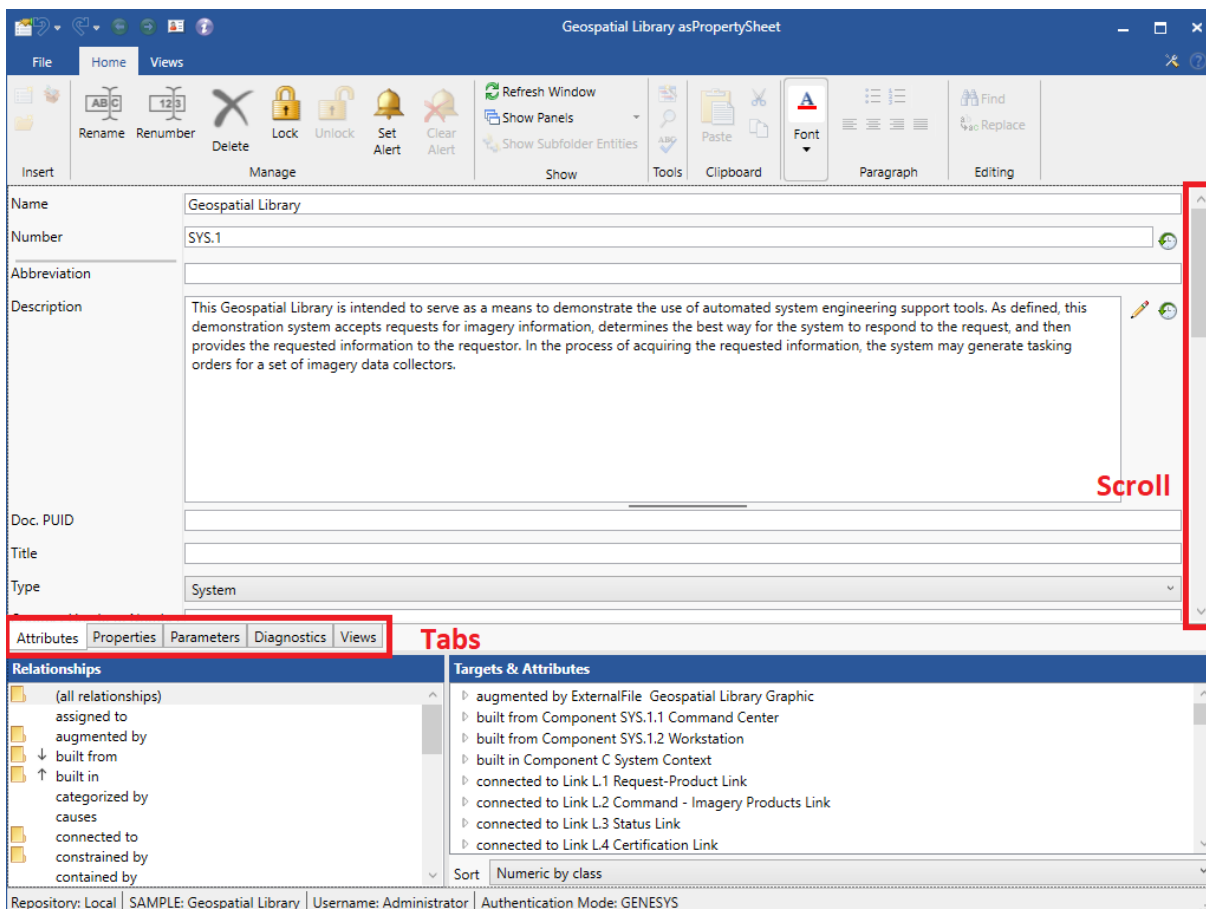 Geospatial Library asPropertySheet
File Home Views
Insert
ABC
Rename
123
Renumber
Delete
Lock
Unlock
Set Alert
Clear Alert
Manage
Refresh Window
Show Panels
Show Subfolder Entities
Show
ABC
Tools
Paste
Clipboard
A
Font
Paragraph
Find
Replace
Editing
Name Geospatial Library
Number SYS.1
Abbreviation
Description
This Geospatial Library is intended to serve as a means to demonstrate the use of automated system engineering support tools. As defined, this
demonstration system accepts requests for imagery information, determines the best way for the system to respond to the request, and then
provides the requested information to the requestor. In the process of acquiring the requested information, the system may generate tasking
orders for a set of imagery data collectors.
Scroll
Doc. PUID
Title
Type System
Attributes Properties Parameters Diagnostics Views
Tabs
Relationships
(all relationships)
assigned to
augmented by
built from
built in
categorized by
causes
connected to
constrained by
contained by
Targets & Attributes
augmented by ExternalFile Geospatial Library Graphic
built from Component SYS.1.1 Command Center
built from Component SYS.1.2 Workstation
built in Component C System Context
connected to Link L.1 Request-Product Link
connected to Link L.2 Command - Imagery Products Link
connected to Link L.3 Status Link
connected to Link L.4 Certification Link
Sort Numeric by class
Repository: Local SAMPLE: Geospatial Library Username: Administrator Authentication Mode: GENESYS